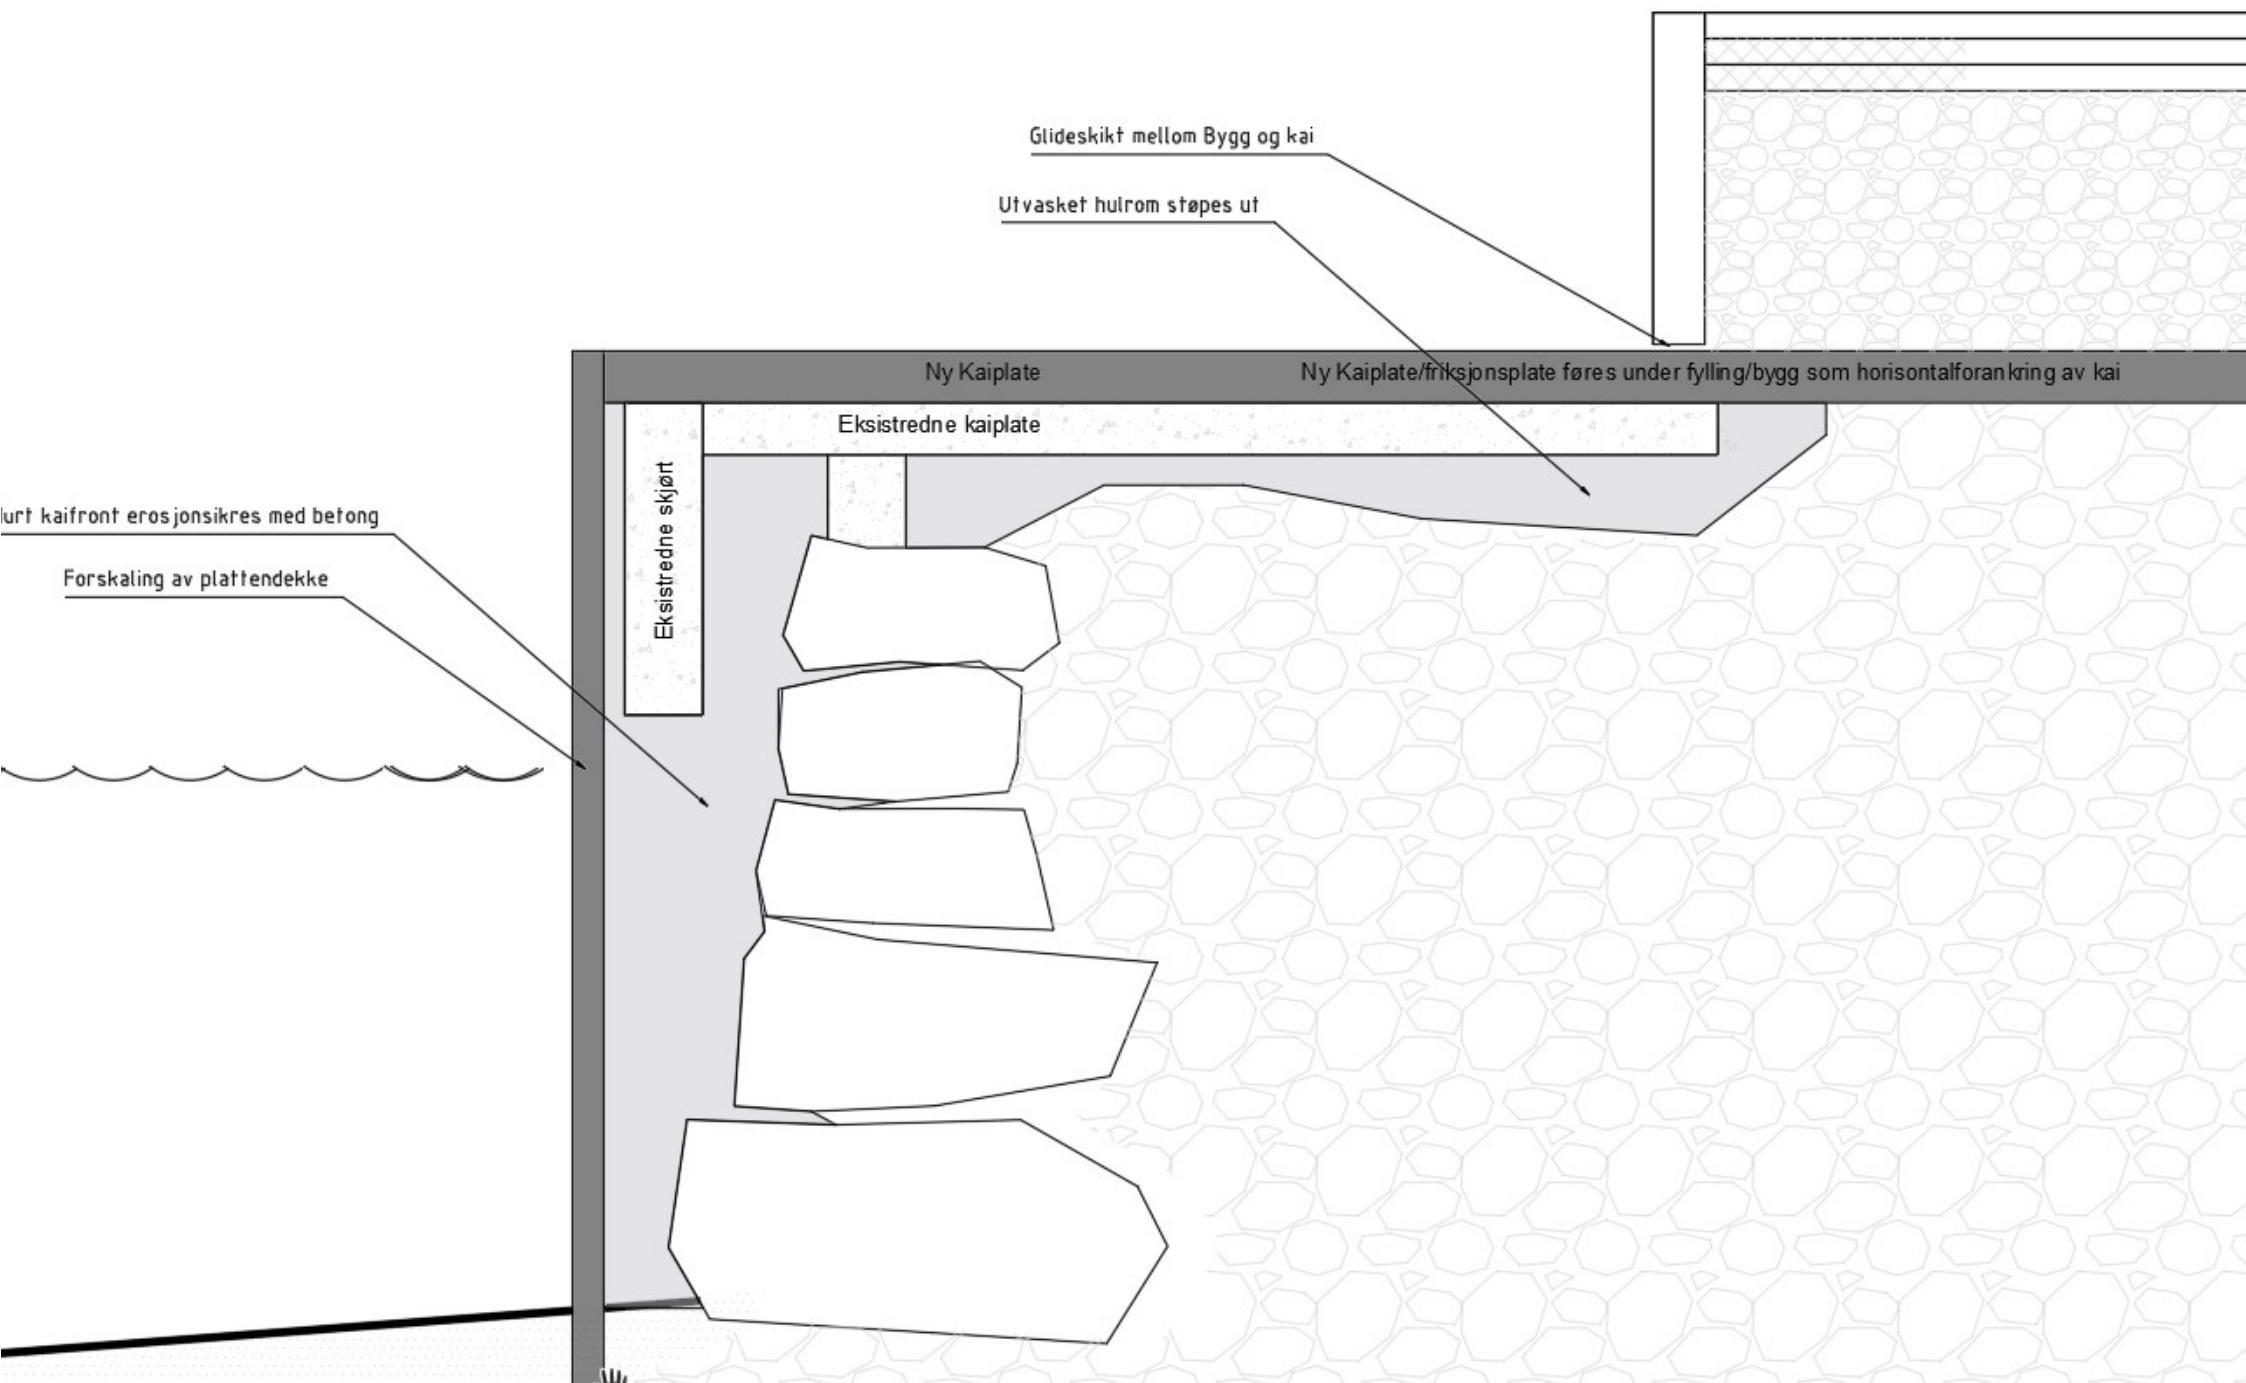 Glideskikt mellom Bygg og kai
Utvasket hulrom støpes ut
Ny Kaiplate
Ny Kaiplate/friksjonsplate føres under fylling/bygg som horisontalforankring av kai
Eksistredne kaiplate
Eksistredne skjørt
kaifront erosjonsikres med betong
Forskaling av plattendekke